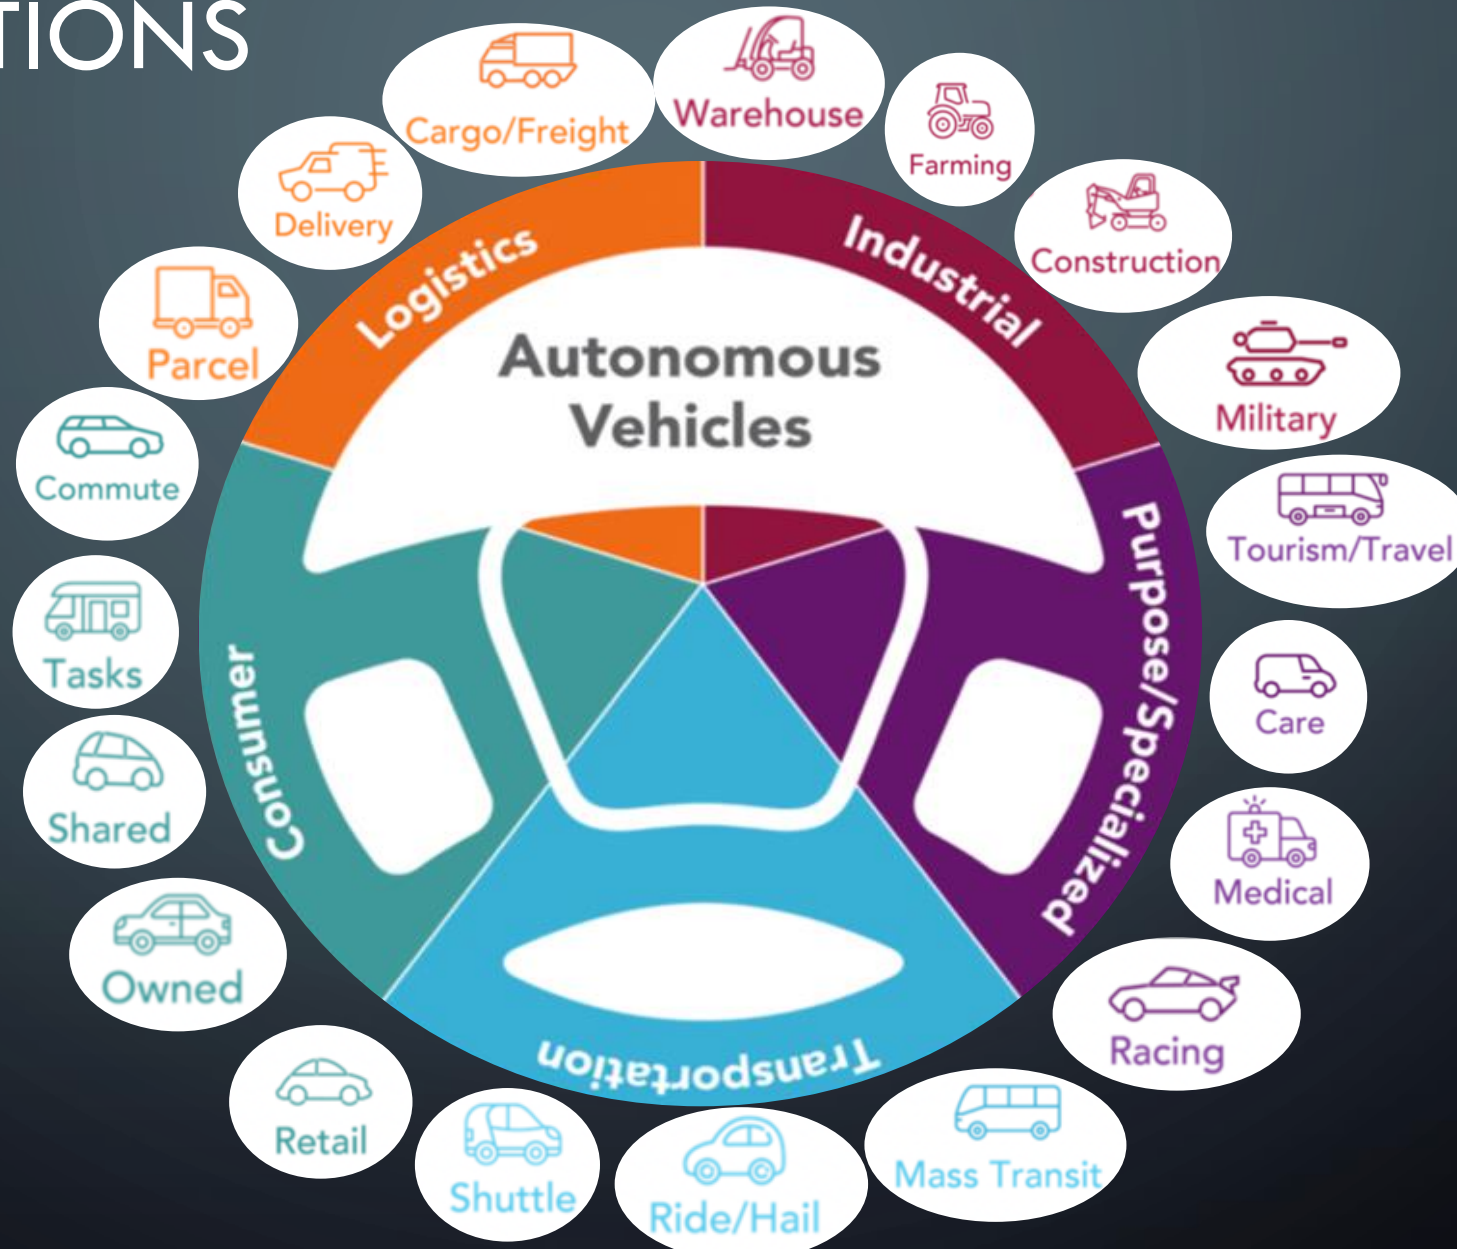 TIONS
Cargo/Freight
Warehouse
Farming
Delivery
Construction
Parcel
Military
Commute
Tourism/Travel
Tasks
Care
Shared
Medical
Owned
Racing
Retail
Shuttle
Ride/Hail
Mass Transit
Logistics
Industrial
Autonomous
Vehicles
Consumer
Purpose/Specialized
Transportation